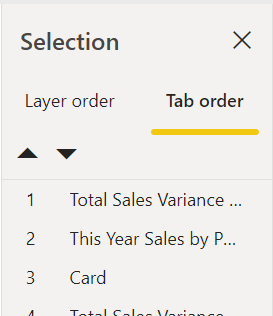 Selection
Layer order
Tab order
1 Total Sales Variance ...
2 This Year Sales by P...
3 Card
4 Total Sales Variance